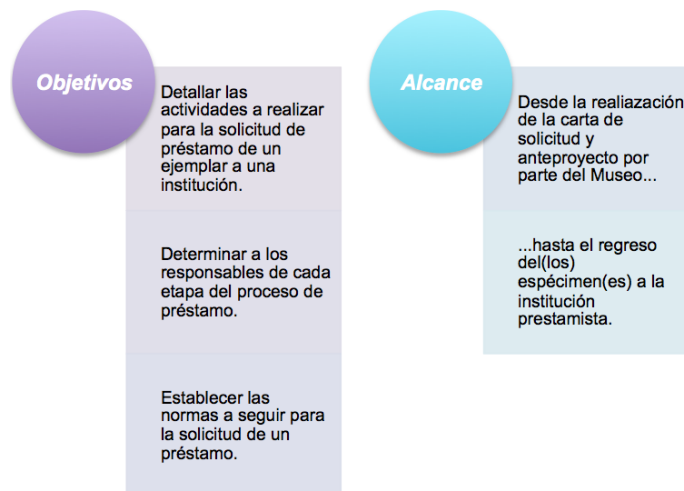 Objetivos
Detallar las
actividades a realizar
para la solicitud de
préstamo de un
ejemplar a una
institución.
Determinar a los
responsables de cada
etapa del proceso de
préstamo.
Establecer las
normas a seguir para
la solicitud de un
préstamo.
Alcance
Desde la realiazación
de la carta de
solicitud y
anteproyecto por
parte del Museo...
...hasta el regreso
del(los)
espécimen(es) a la
institución
prestamista.